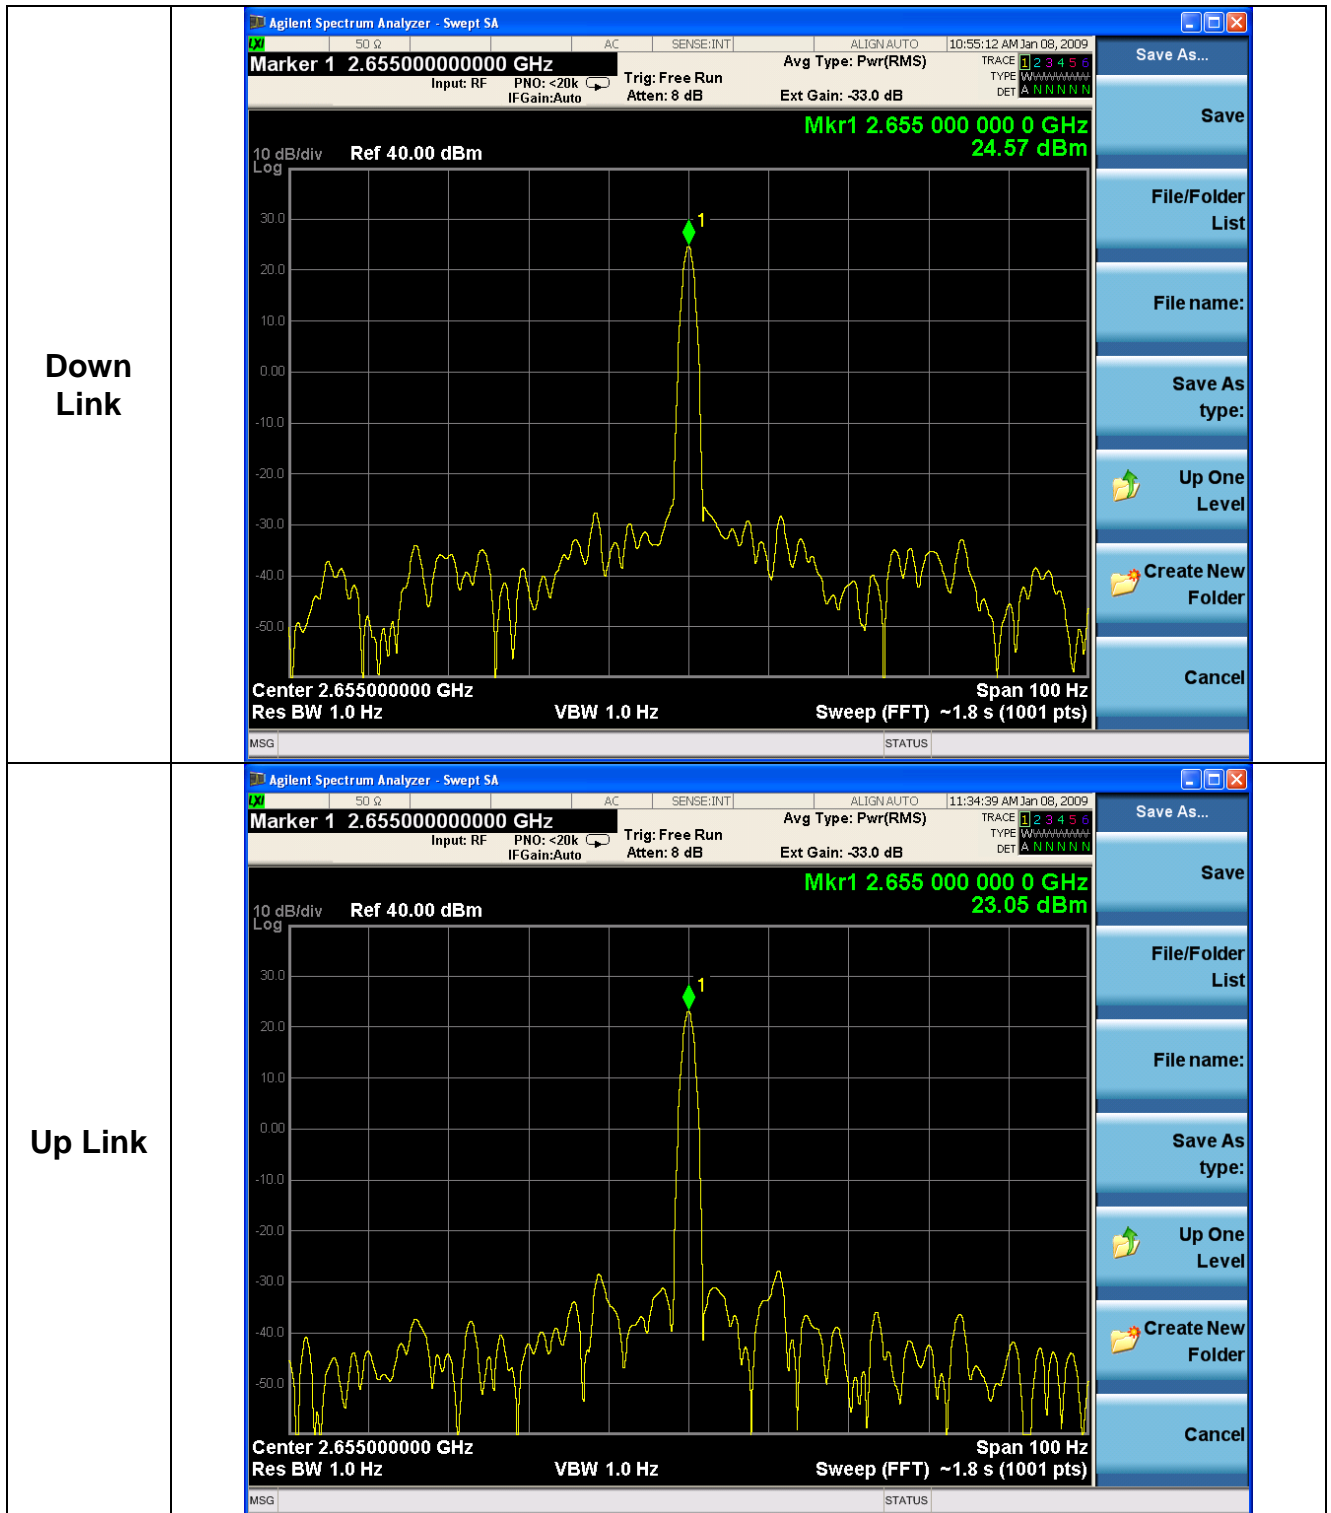 Down
Link
Agilent Spectrum Analyzer - Swept SA
LXI 50 Ω AC SENSE:INT ALIGN AUTO 10:55:12 AM Jan 08, 2009
Marker 1 2.655000000000 GHz
Input: RF PNO: <20k
IFGain:Auto
Trig: Free Run
Atten: 8 dB
Avg Type: Pwr(RMS)
Ext Gain: -33.0 dB
TRACE 1 2 3 4 5 6
TYPE
DET A N N N N N
Mkr1 2.655 000 000 0 GHz
24.57 dBm
10 dB/div Ref 40.00 dBm
Log
1
30.0
20.0
10.0
0.00
-10.0
-20.0
-30.0
-40.0
-50.0
Center 2.655000000 GHz Span 100 Hz
Res BW 1.0 Hz VBW 1.0 Hz Sweep (FFT) ~1.8 s (1001 pts)
MSG STATUS
Save As...
Save
File/Folder
List
File name:
Save As
type:
Up One
Level
Create New
Folder
Cancel
Up Link
Agilent Spectrum Analyzer - Swept SA
LXI 50 Ω AC SENSE:INT ALIGN AUTO 11:34:39 AM Jan 08, 2009
Marker 1 2.655000000000 GHz
Input: RF PNO: <20k
IFGain:Auto
Trig: Free Run
Atten: 8 dB
Avg Type: Pwr(RMS)
Ext Gain: -33.0 dB
TRACE 1 2 3 4 5 6
TYPE
DET A N N N N N
Mkr1 2.655 000 000 0 GHz
23.05 dBm
10 dB/div Ref 40.00 dBm
Log
1
30.0
20.0
10.0
0.00
-10.0
-20.0
-30.0
-40.0
-50.0
Center 2.655000000 GHz Span 100 Hz
Res BW 1.0 Hz VBW 1.0 Hz Sweep (FFT) ~1.8 s (1001 pts)
MSG STATUS
Save As...
Save
File/Folder
List
File name:
Save As
type:
Up One
Level
Create New
Folder
Cancel